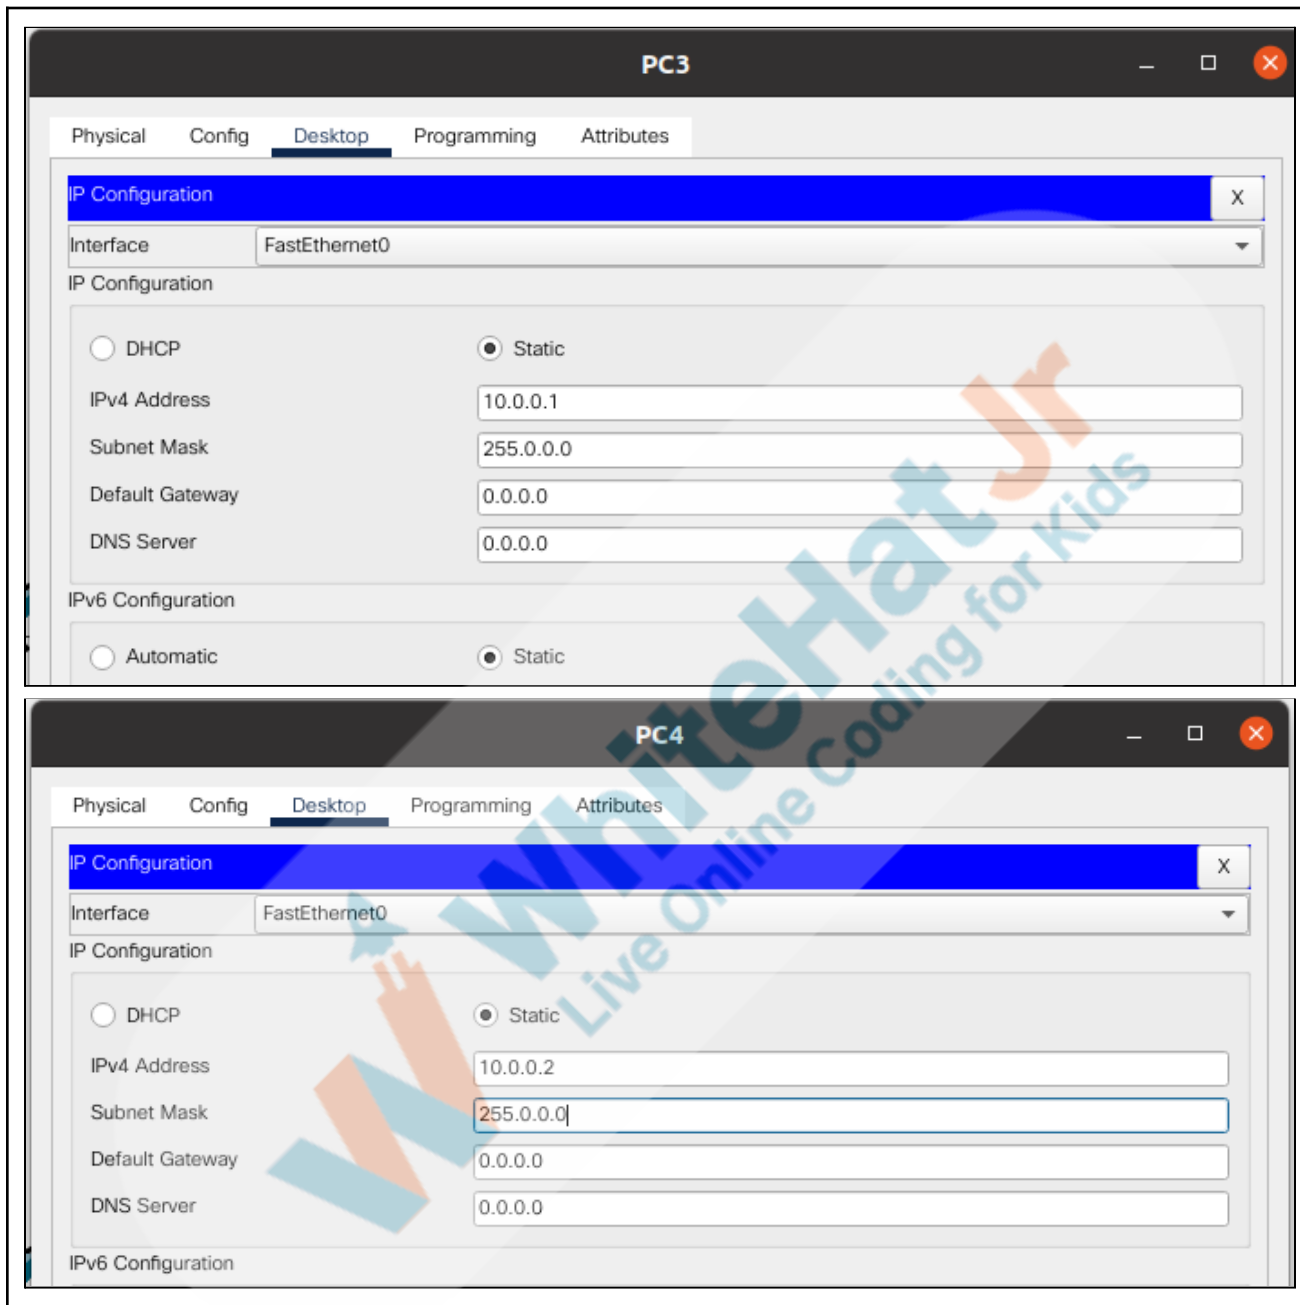 PC3
Physical Config Desktop Programming Attributes
IP Configuration X
Interface FastEthernet0
IP Configuration
DHCP Static
IPv4 Address 10.0.0.1
Subnet Mask 255.0.0.0
Default Gateway 0.0.0.0
DNS Server 0.0.0.0
IPv6 Configuration
Automatic Static
PC4
Physical Config Desktop Programming Attributes
IP Configuration X
Interface FastEthernet0
IP Configuration
DHCP Static
IPv4 Address 10.0.0.2
Subnet Mask 255.0.0.0
Default Gateway 0.0.0.0
DNS Server 0.0.0.0
IPv6 Configuration
WhiteHat Jr
Live Online Coding for Kids